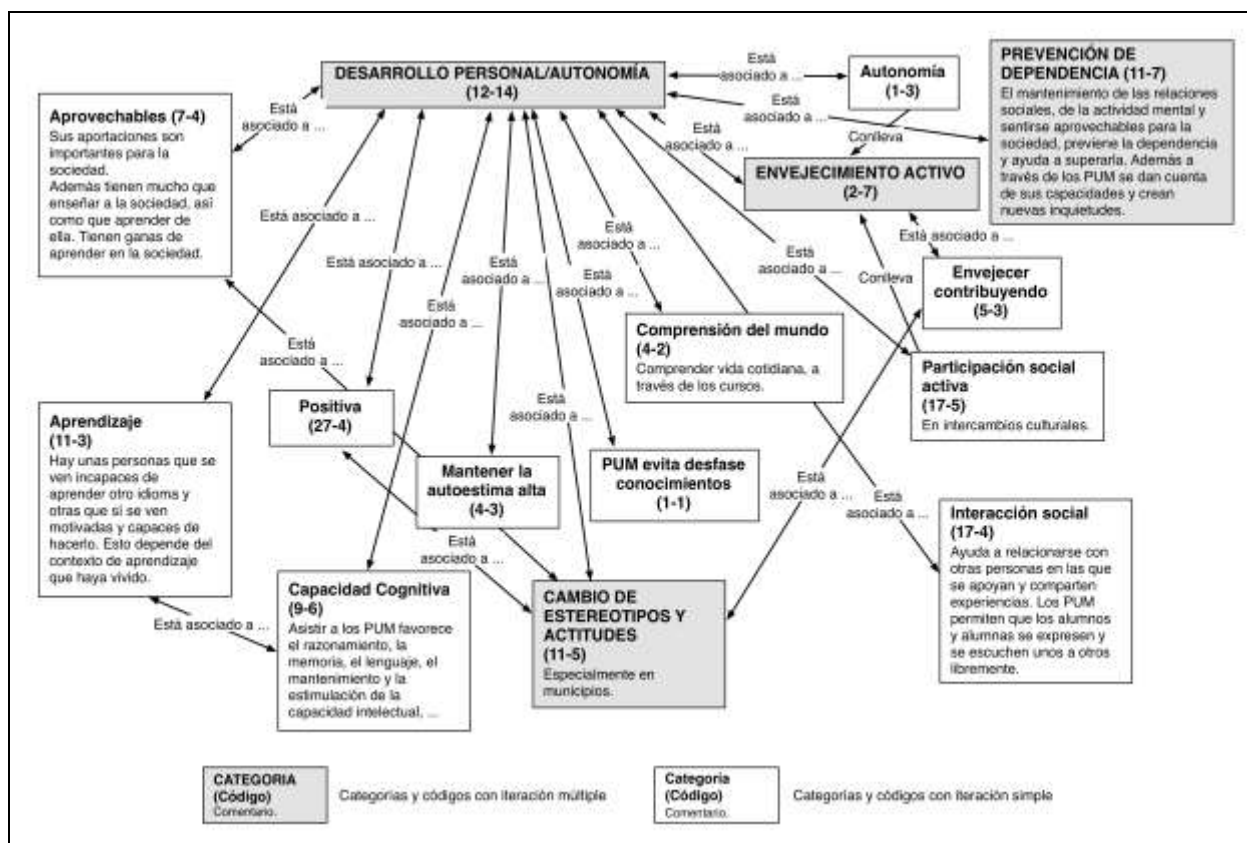 DESARROLLO PERSONAL/AUTONOMÍA
(12-14)
Está
asociado a ...
Autonomía
(1-3)
PREVENCIÓN DE
DEPENDENCIA (11-7)
El mantenimiento de las relaciones
sociales, de la actividad mental y
sentirse aprovechables para la
sociedad, previene la dependencia
y ayuda a superarla. Además a
través de los PUM se dan cuenta
de sus capacidades y crean
nuevas inquietudes.
Está
asociado a ...
Aprovechables (7-4)
Sus aportaciones son
importantes para la
sociedad.
Además tienen mucho que
enseñar a la sociedad, así
como que aprender de
ella. Tienen ganas de
aprender en la sociedad.
Está
asociado a ...
Está
asociado a ...
Conlleva
ENVEJECIMIENTO ACTIVO
(2-7)
Está asociado a ...
Está asociado a ...
Está
asociado a ...
Está
asociado a ...
Está
asociado a ...
Está
asociado a ...
Está
asociado a ...
Conlleva
Está asociado a ...
Envejecer
contribuyendo
(5-3)
Está
asociado a ...
Comprensión del mundo
(4-2)
Comprender vida cotidiana, a
través de los cursos.
Participación social
activa
(17-5)
En intercambios culturales.
Positiva
(27-4)
Está
asociado a ...
Aprendizaje
(11-3)
Hay unas personas que se
ven incapaces de
aprender otro idioma y
otras que sí se ven
motivadas y capaces de
hacerlo. Esto depende del
contexto de aprendizaje
que haya vivido.
Mantener la
autoestima alta
(4-3)
PUM evita desfase
conocimientos
(1-1)
Está
asociado a ...
Está
asociado a ...
Interacción social
(17-4)
Ayuda a relacionarse con
otras personas en las que
se apoyan y comparten
experiencias. Los PUM
permiten que los alumnos
y alumnas se expresen y
se escuchen unos a otros
libremente.
Está
asociado a ...
Está asociado a ...
Capacidad Cognitiva
(9-6)
Asistir a los PUM favorece
el razonamiento, la
memoria, el lenguaje, el
mantenimiento y la
estimulación de la
capacidad intelectual, ...
CAMBIO DE
ESTEREOTIPOS Y
ACTITUDES
(11-5)
Especialmente en
municipios.
CATEGORIA
(Código)
Comentario.
Categorías y códigos con iteración múltiple
Categoria
(Código)
Comentario.
Categorías y códigos con iteración simple